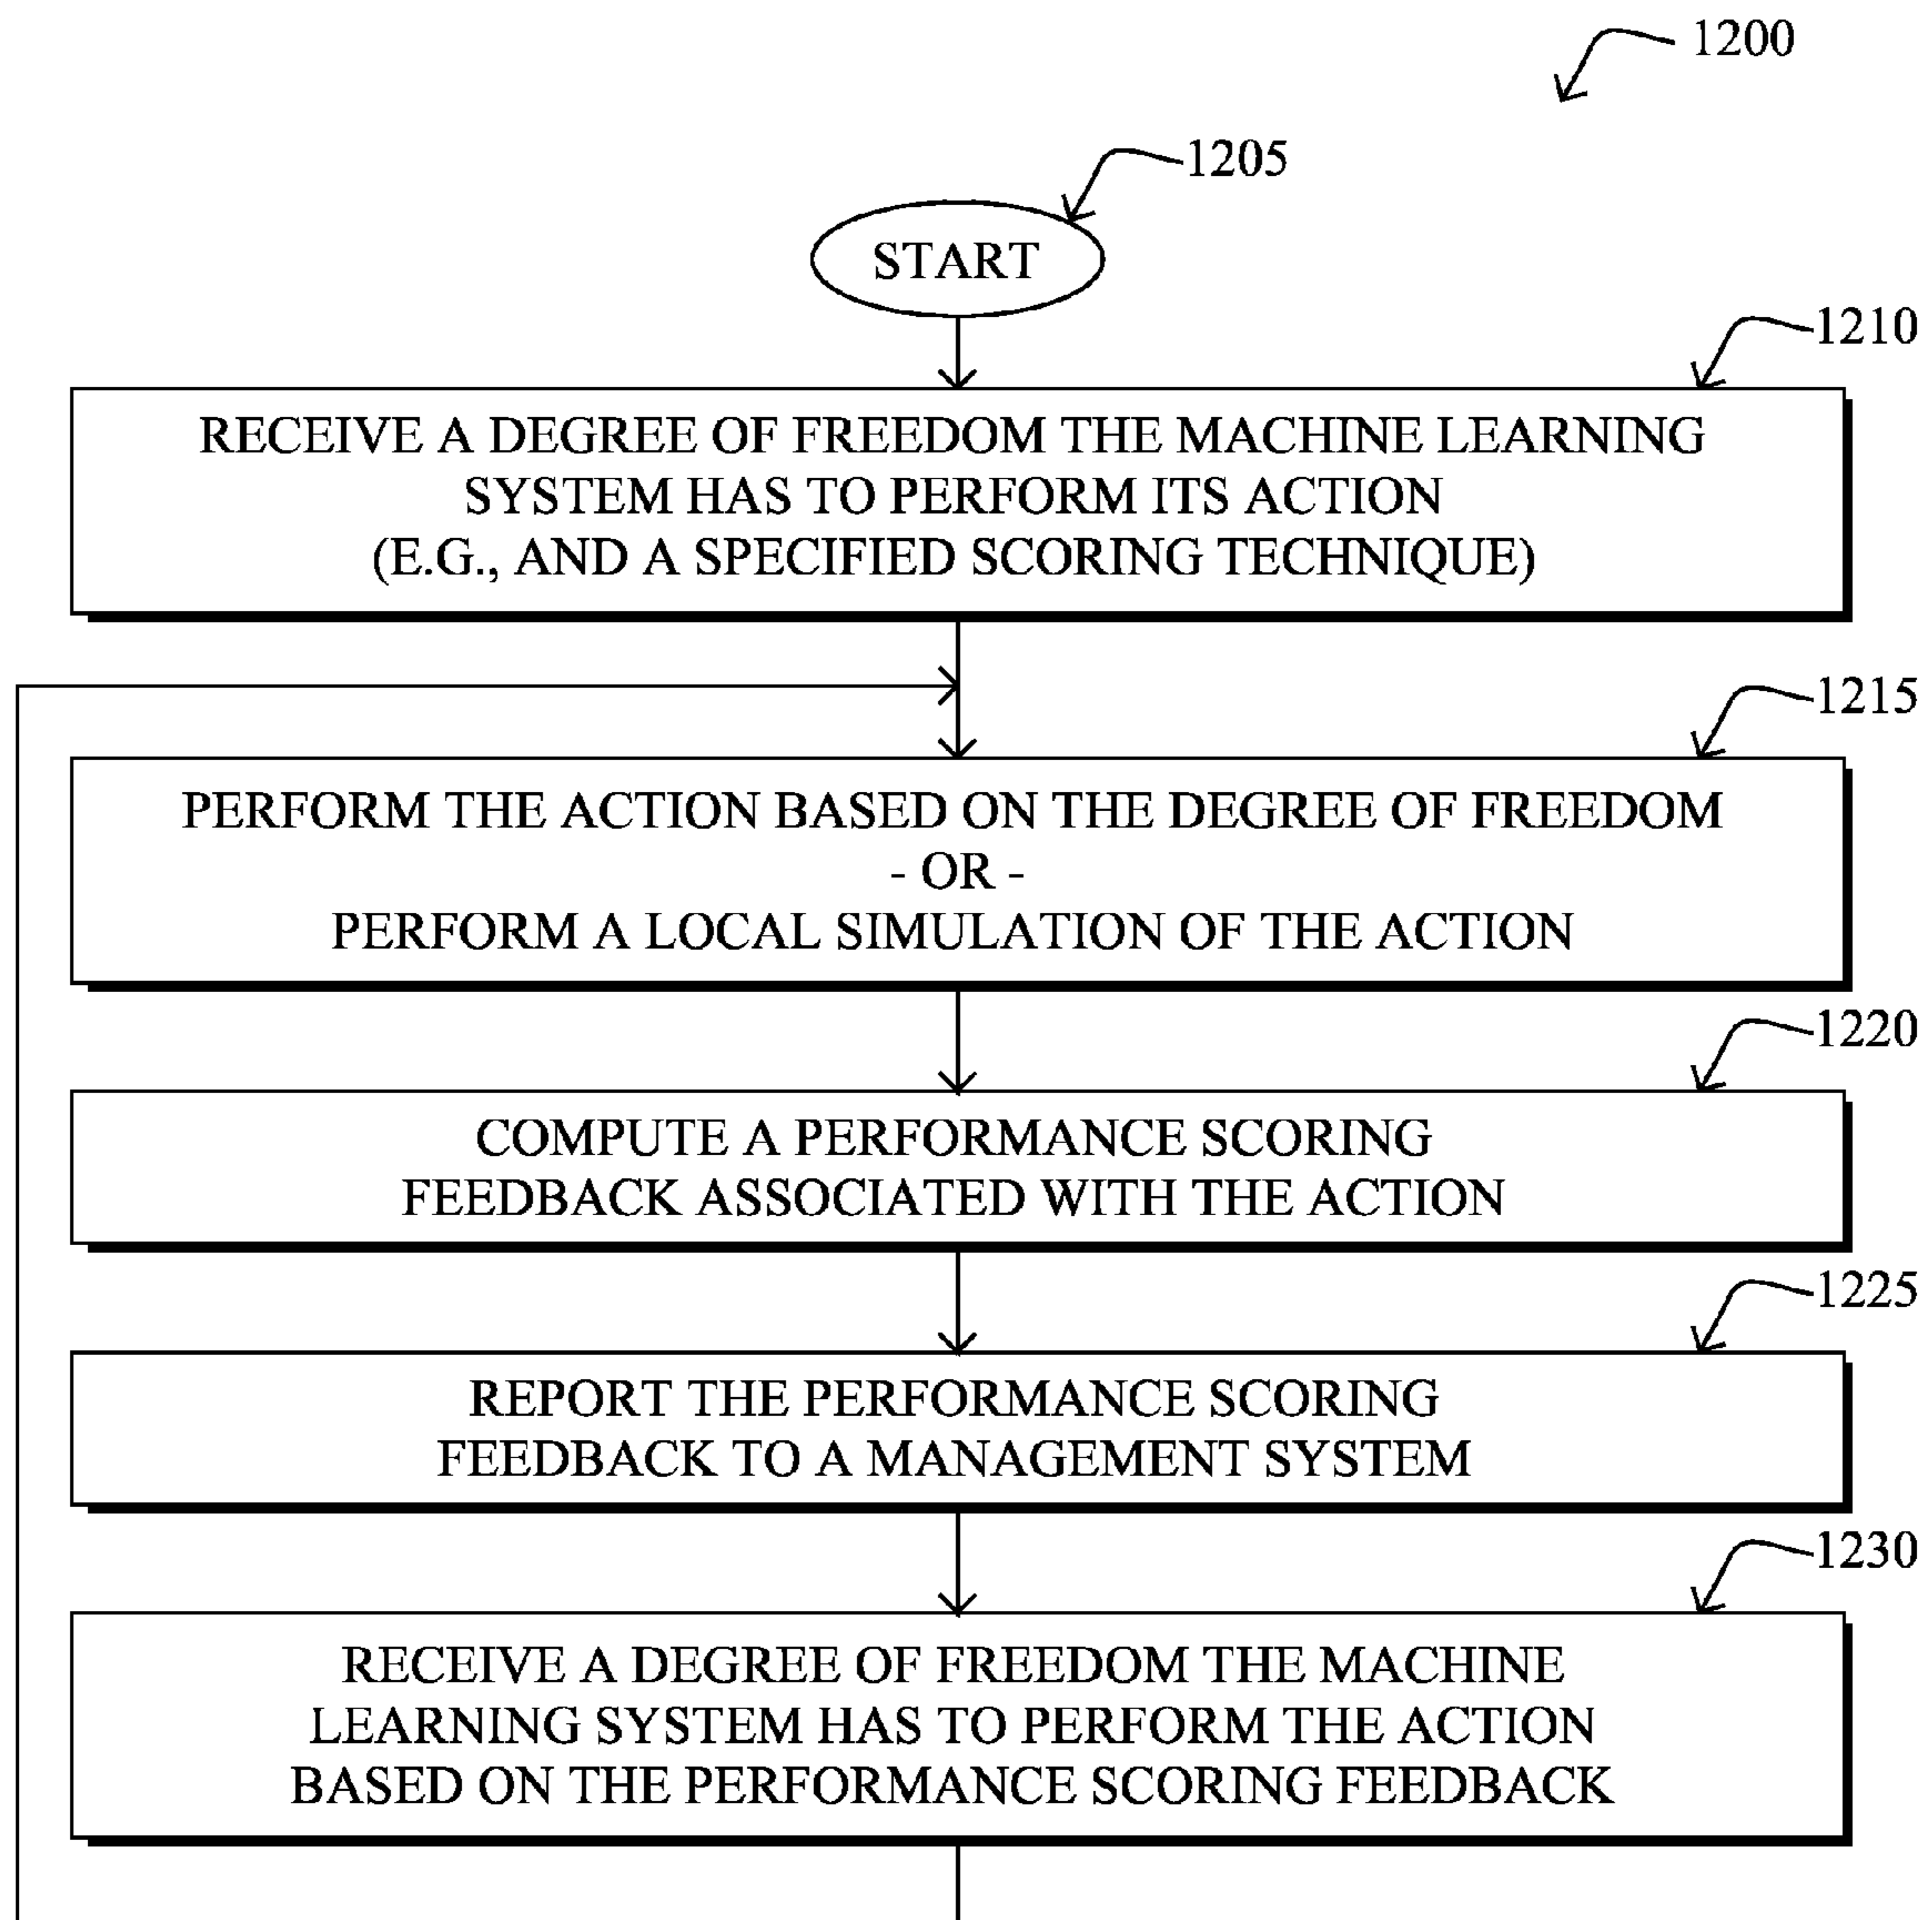 1200
1205
START
1210
RECEIVE A DEGREE OF FREEDOM THE MACHINE LEARNING
SYSTEM HAS TO PERFORM ITS ACTION
(E.G., AND A SPECIFIED SCORING TECHNIQUE)
1215
PERFORM THE ACTION BASED ON THE DEGREE OF FREEDOM
- OR -
PERFORM A LOCAL SIMULATION OF THE ACTION
1220
COMPUTE A PERFORMANCE SCORING
FEEDBACK ASSOCIATED WITH THE ACTION
1225
REPORT THE PERFORMANCE SCORING
FEEDBACK TO A MANAGEMENT SYSTEM
1230
RECEIVE A DEGREE OF FREEDOM THE MACHINE
LEARNING SYSTEM HAS TO PERFORM THE ACTION
BASED ON THE PERFORMANCE SCORING FEEDBACK